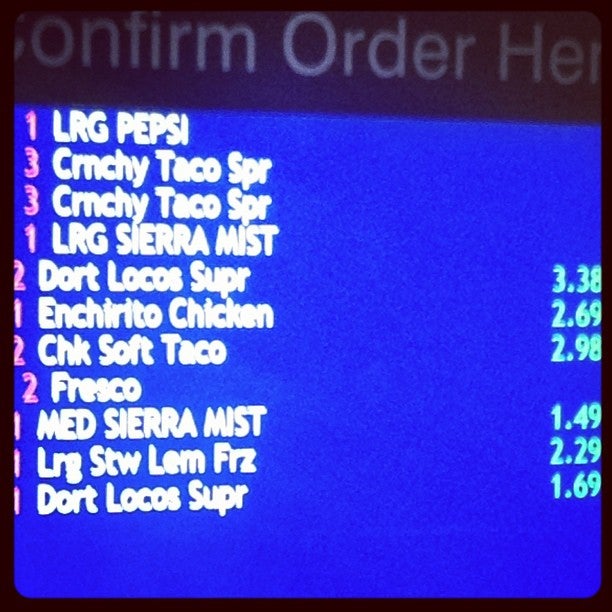 Confirm Order Her
1 LRG PEPSI
3 Crnchy Taco Spr
3 Crnchy Taco Spr
1 LRG SIERRA MIST
2 Dort Locos Supr 3.38
1 Enchirito Chicken 2.69
2 Chk Soft Taco 2.98
2 Fresco
1 MED SIERRA MIST 1.49
1 Lrg Stw Lem Frz 2.29
1 Dort Locos Supr 1.69